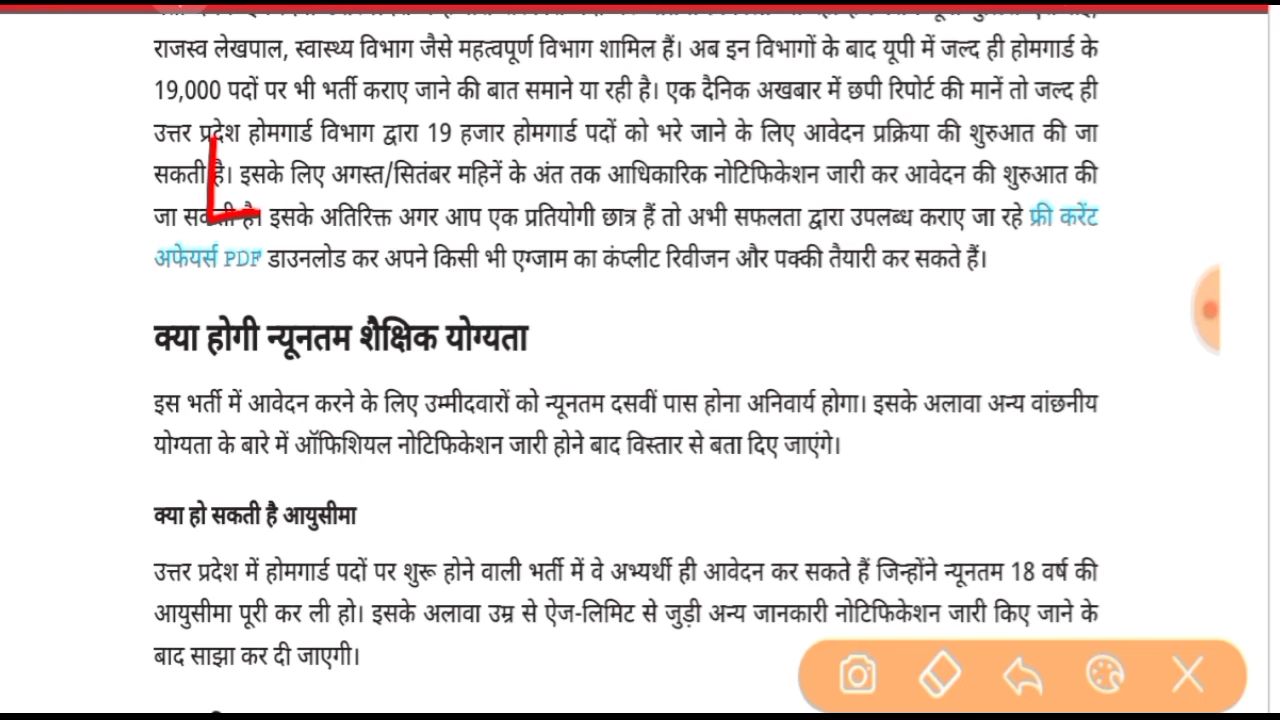 राजस्व लेखपाल, स्वास्थ्य विभाग जैसे महत्वपूर्ण विभाग शामिल हैं। अब इन विभागों के बाद यूपी में जल्द ही होमगार्ड के
19,000 पदों पर भी भर्ती कराए जाने की बात समाने या रही है। एक दैनिक अखबार में छपी रिपोर्ट की मानें तो जल्द ही
उत्तर प्रदेश होमगार्ड विभाग द्वारा 19 हजार होमगार्ड पदों को भरे जाने के लिए आवेदन प्रक्रिया की शुरुआत की जा
सकती है। इसके लिए अगस्त/सितंबर महिनें के अंत तक आधिकारिक नोटिफिकेशन जारी कर आवेदन की शुरुआत की
जा सकती है। इसके अतिरिक्त अगर आप एक प्रतियोगी छात्र हैं तो अभी सफलता द्वारा उपलब्ध कराए जा रहे फ्री करेंट
अफेयर्स PDF डाउनलोड कर अपने किसी भी एग्जाम का कंप्लीट रिवीजन और पक्की तैयारी कर सकते हैं।
क्या होगी न्यूनतम शैक्षिक योग्यता
इस भर्ती में आवेदन करने के लिए उम्मीदवारों को न्यूनतम दसवीं पास होना अनिवार्य होगा। इसके अलावा अन्य वांछनीय
योग्यता के बारे में ऑफिशियल नोटिफिकेशन जारी होने बाद विस्तार से बता दिए जाएंगे।
क्या हो सकती है आयुसीमा
उत्तर प्रदेश में होमगार्ड पदों पर शुरू होने वाली भर्ती में वे अभ्यर्थी ही आवेदन कर सकते हैं जिन्होंने न्यूनतम 18 वर्ष की
आयुसीमा पूरी कर ली हो। इसके अलावा उम्र से ऐज-लिमिट से जुड़ी अन्य जानकारी नोटिफिकेशन जारी किए जाने के
बाद साझा कर दी जाएगी।